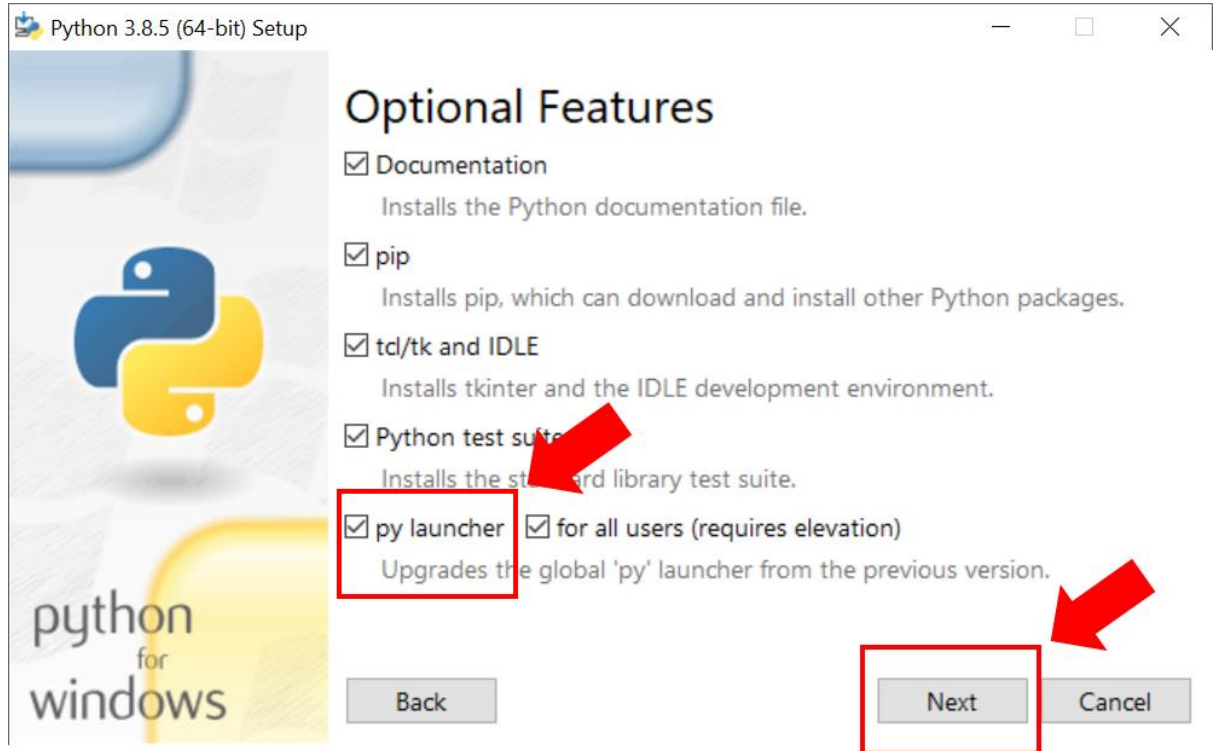 Python 3.8.5 (64-bit) Setup
Optional Features
Documentation
Installs the Python documentation file.
pip
Installs pip, which can download and install other Python packages.
tcl/tk and IDLE
Installs tkinter and the IDLE development environment.
Python test suite
Installs the standard library test suite.
py launcher for all users (requires elevation)
Upgrades the global 'py' launcher from the previous version.
python
for
windows
Back Next Cancel